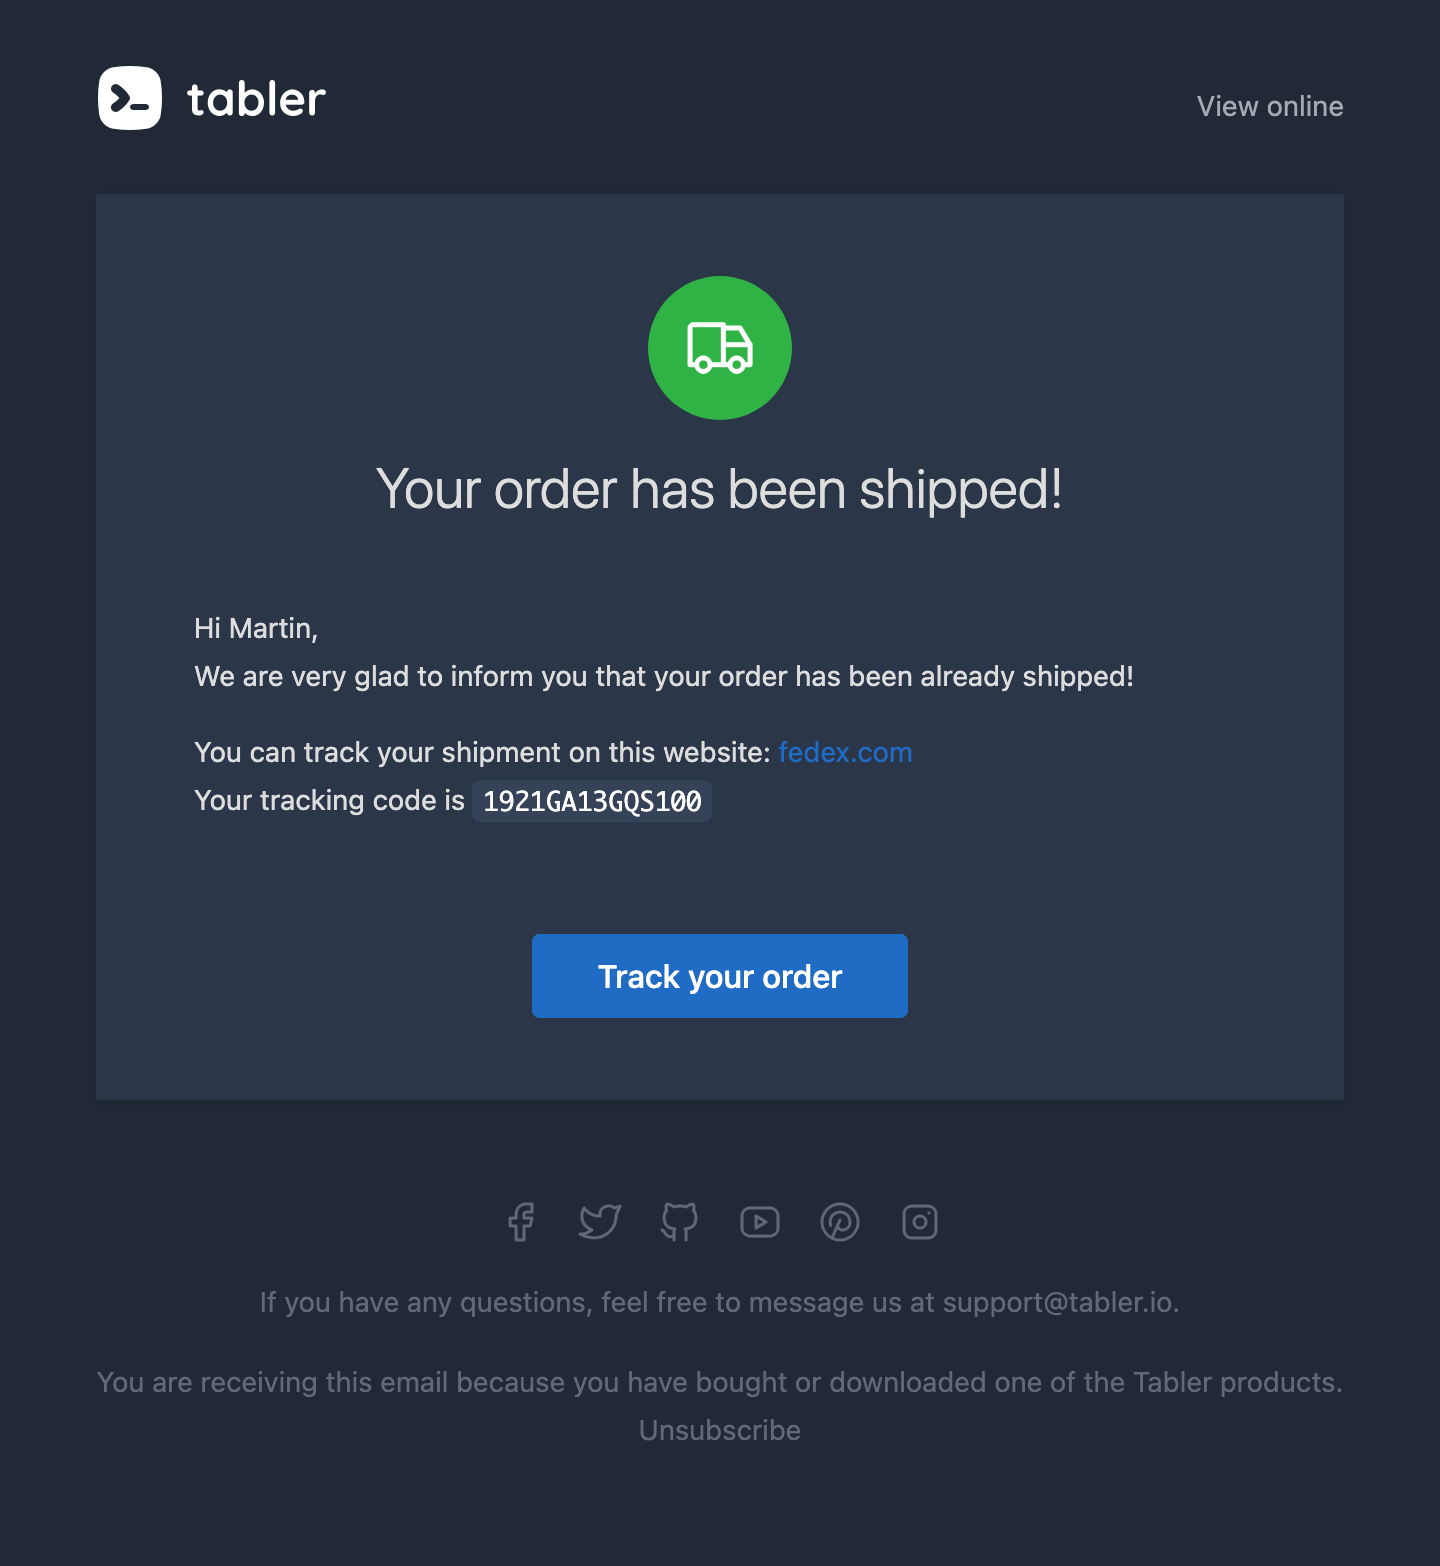 tabler
View online
Your order has been shipped!
Hi Martin,
We are very glad to inform you that your order has been already shipped!
You can track your shipment on this website: fedex.com
Your tracking code is 1921GA13GQS100
Track your order
If you have any questions, feel free to message us at support@tabler.io.
You are receiving this email because you have bought or downloaded one of the Tabler products.
Unsubscribe